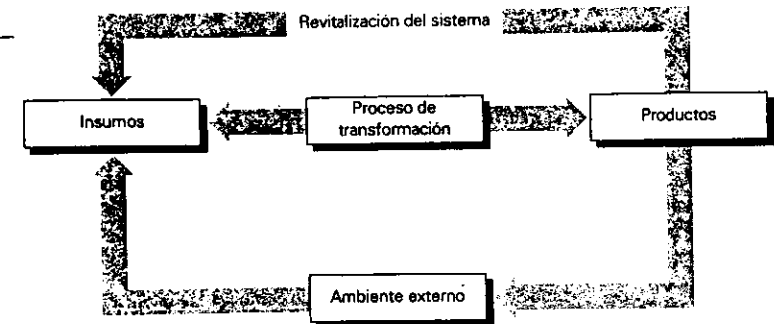 Revitalización del sistema
Insumos
Proceso de
transformación
Productos
Ambiente externo